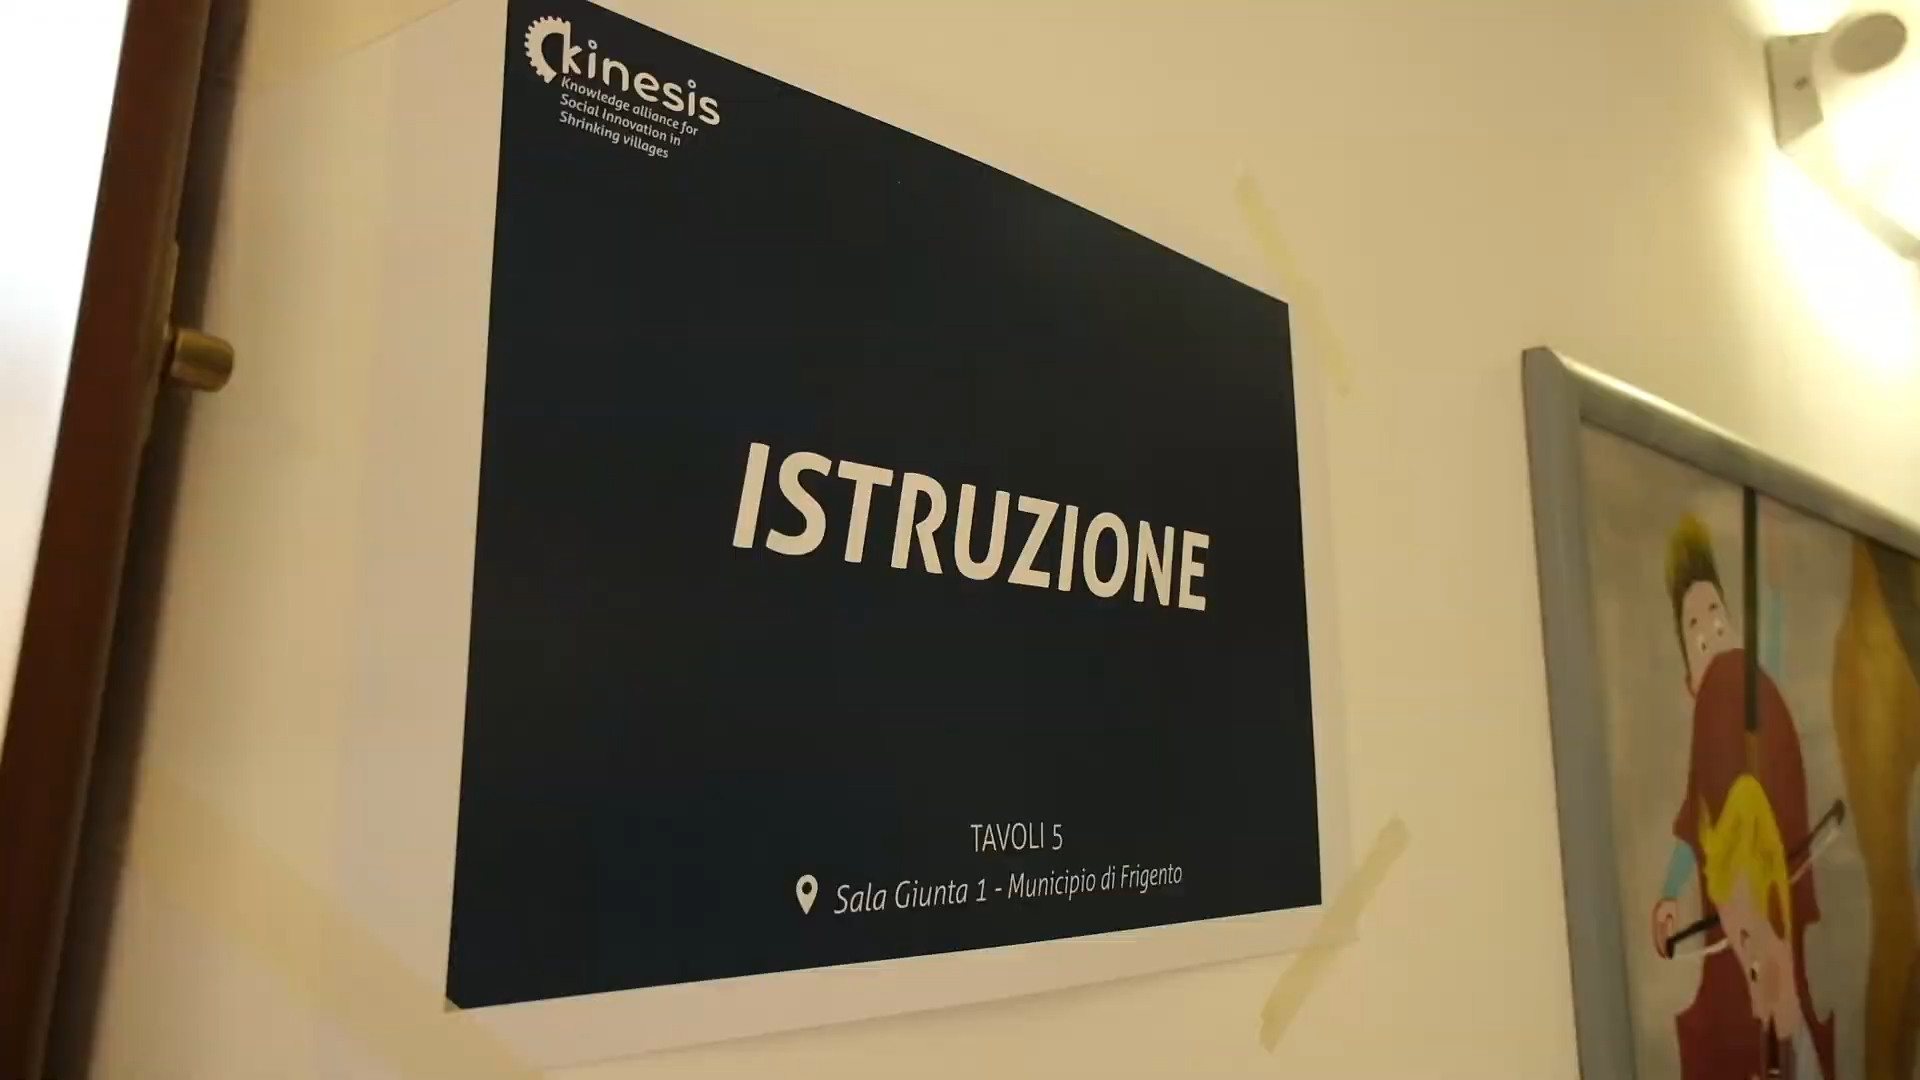 kinesis
Knowledge alliance for
Social Innovation in
Shrinking villages
ISTRUZIONE
TAVOLI 5
Sala Giunta 1 - Municipio di Frigento